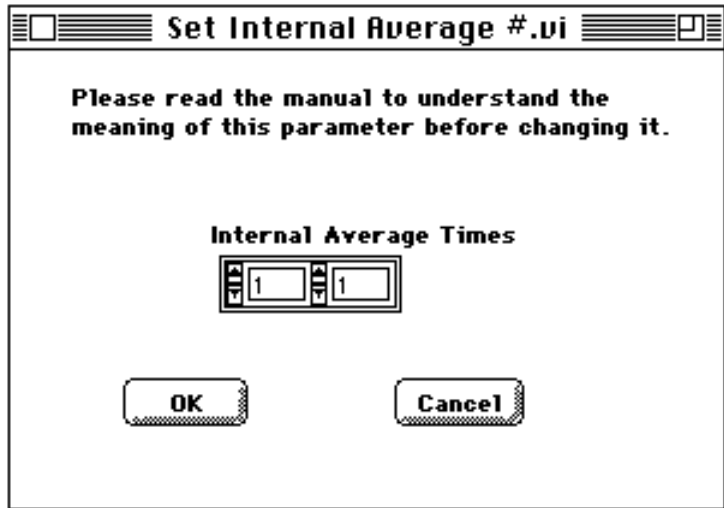 Set Internal Average #.vi
Please read the manual to understand the
meaning of this parameter before changing it.
Internal Average Times
1 1
OK Cancel